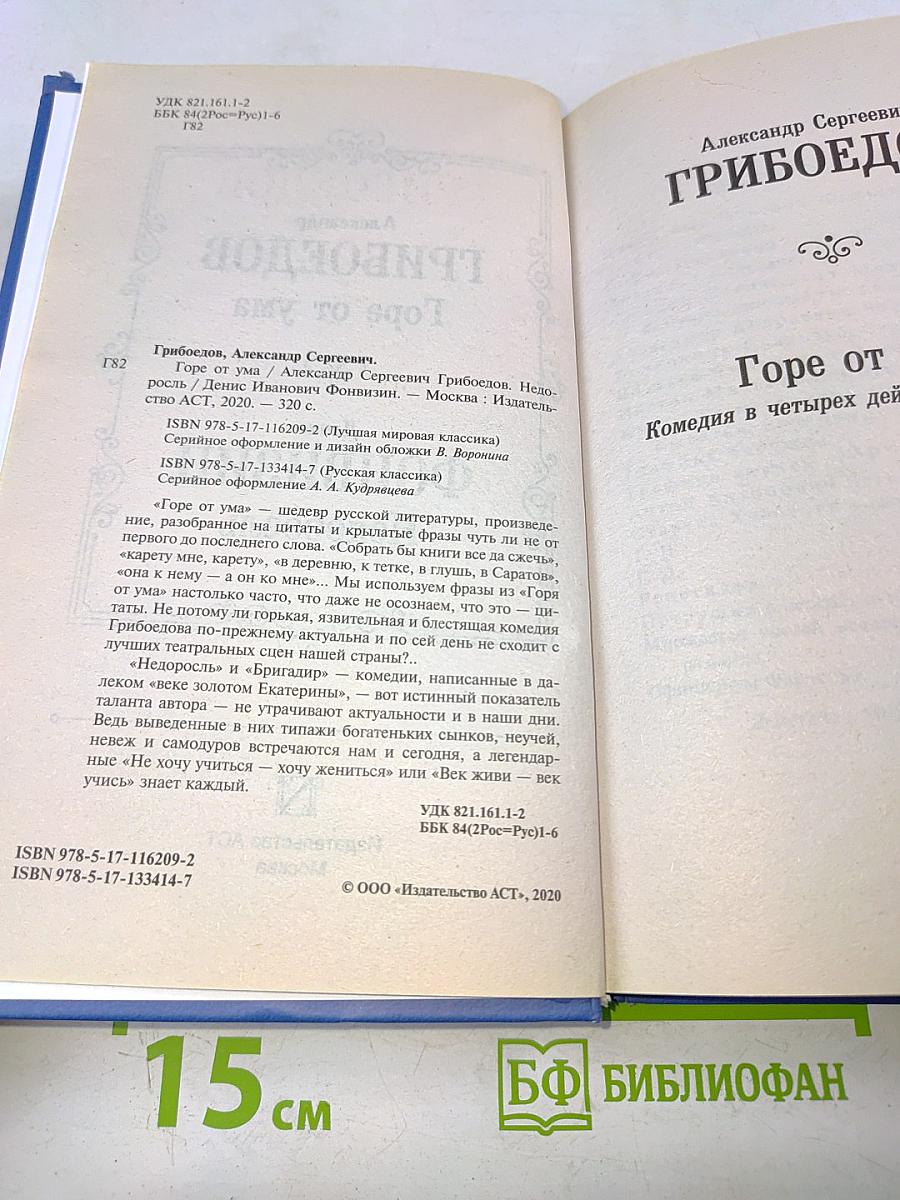 УДК 821.161.1-2
ББК 84(2Рос=Рус)1-6
Г82
Грибоедов, Александр Сергеевич.
Г82
Горе от ума / Александр Сергеевич Грибоедов. Недо-
росль / Денис Иванович Фонвизин. — Москва : Издатель-
ство АСТ, 2020. — 320 с.
ISBN 978-5-17-116209-2 (Лучшая мировая классика)
Серийное оформление и дизайн обложки В. Воронина
ISBN 978-5-17-133414-7 (Русская классика)
Серийное оформление А. А. Кудрявцева
«Горе от ума» — шедевр русской литературы, произведе-
ние, разобранное на цитаты и крылатые фразы чуть ли не от
первого до последнего слова. «Собрать бы книги все да сжечь»,
«карету мне, карету», «в деревню, к тетке, в глушь, в Саратов»,
«она к нему — а он ко мне»... Мы используем фразы из «Горя
от ума» настолько часто, что даже не осознаем, что это — ци-
таты. Не потому ли горькая, язвительная и блестящая комедия
Грибоедова по-прежнему актуальна и по сей день не сходит с
лучших театральных сцен нашей страны?..
«Недоросль» и «Бригадир» — комедии, написанные в да-
леком «веке золотом Екатерины», — вот истинный показатель
таланта автора — не утрачивают актуальности и в наши дни.
Ведь выведенные в них типажи богатеньких сынков, неучей,
невеж и самодуров встречаются нам и сегодня, а легендар-
ные «Не хочу учиться — хочу жениться» или «Век живи — век
учись» знает каждый.
УДК 821.161.1-2
ББК 84(2Рос=Рус)1-6
ISBN 978-5-17-116209-2
ISBN 978-5-17-133414-7
© ООО «Издательство АСТ», 2020
Александр Сергееви
ГРИБОЕДО
Горе от
Комедия в четырех дей
15 см
БФ БИБ�лИОФАН